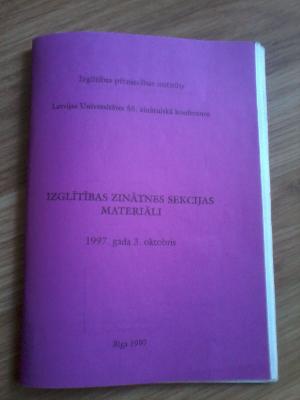 Izglītības pētniecības institūts
Latvijas Universitātes 56. zinātniskā konference
IZGLĪTĪBAS ZINĀTNES SEKCIJAS
MATERIĀLI
1997. gada 3. oktobris
Rīga 1997